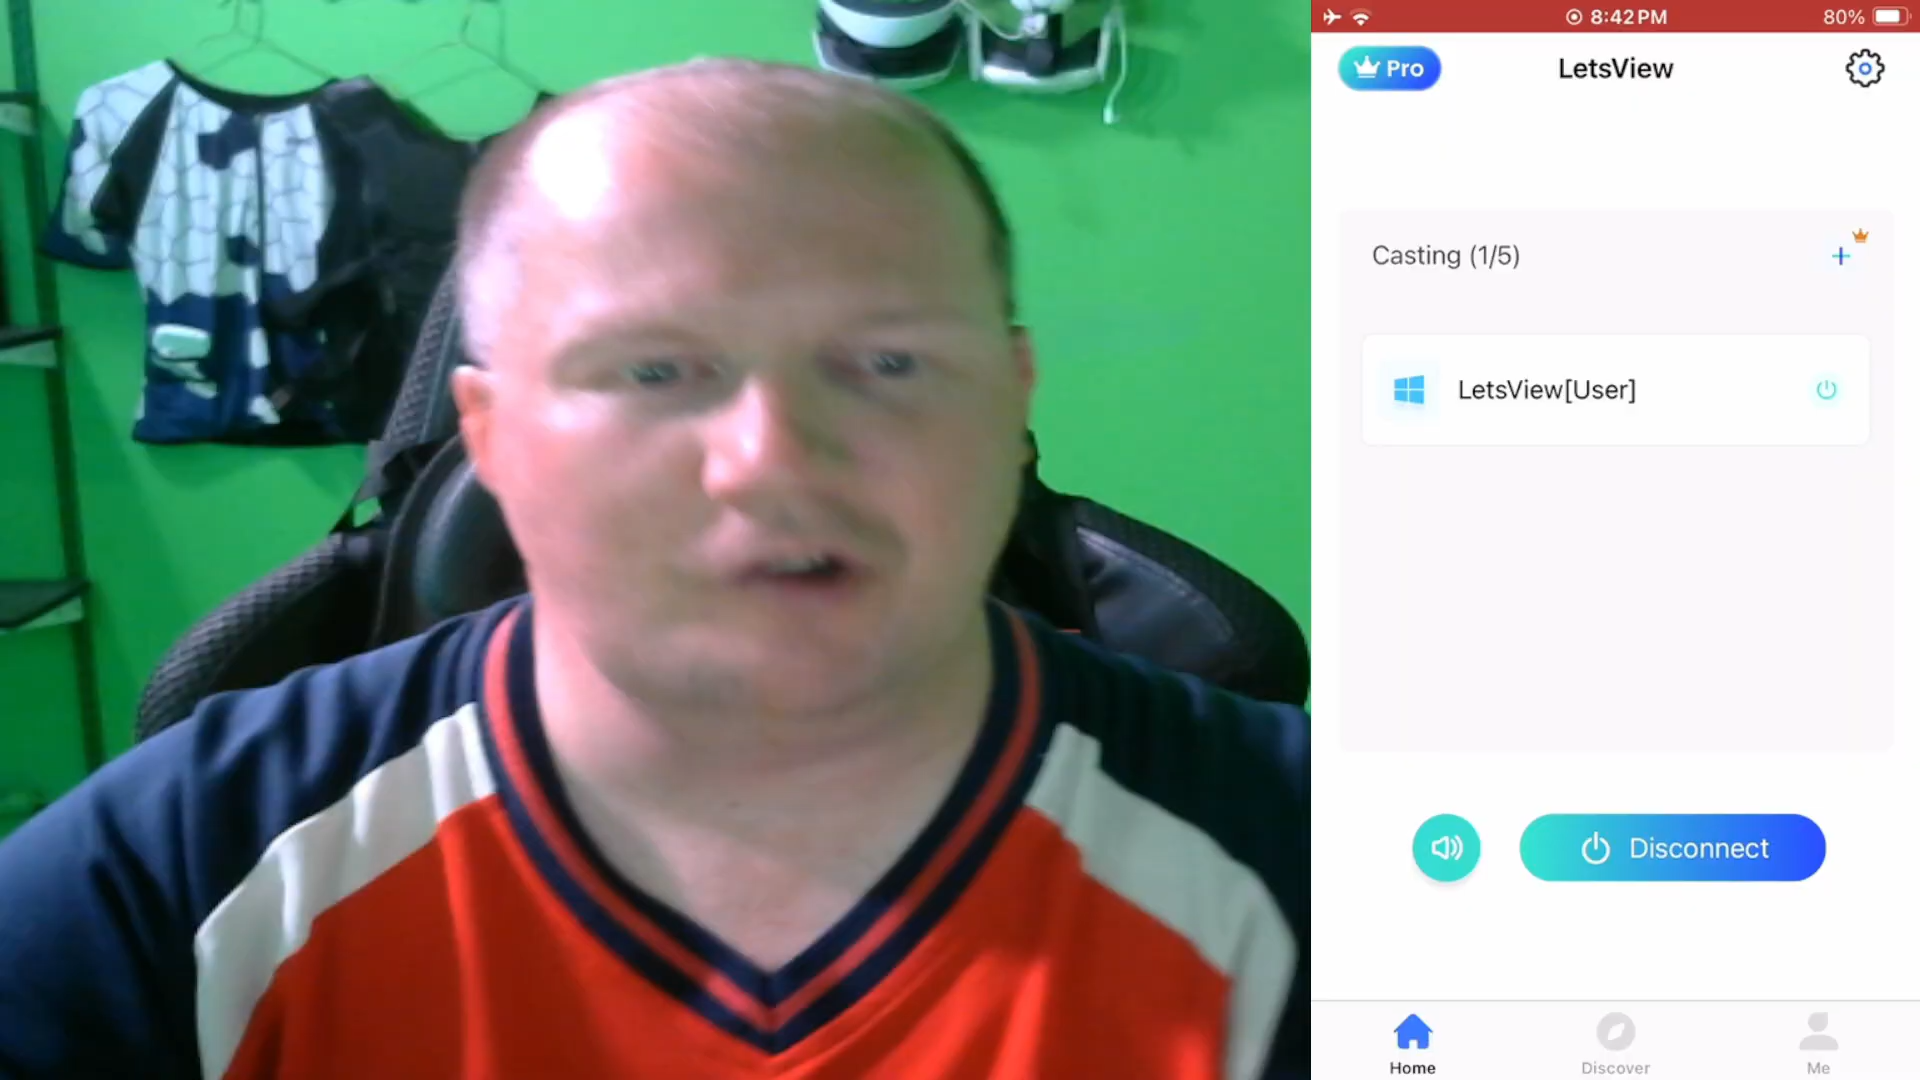 8:42 PM
80%
Pro
LetsView
Casting (1/5)
LetsView[User]
Disconnect
Home
Discover
Me